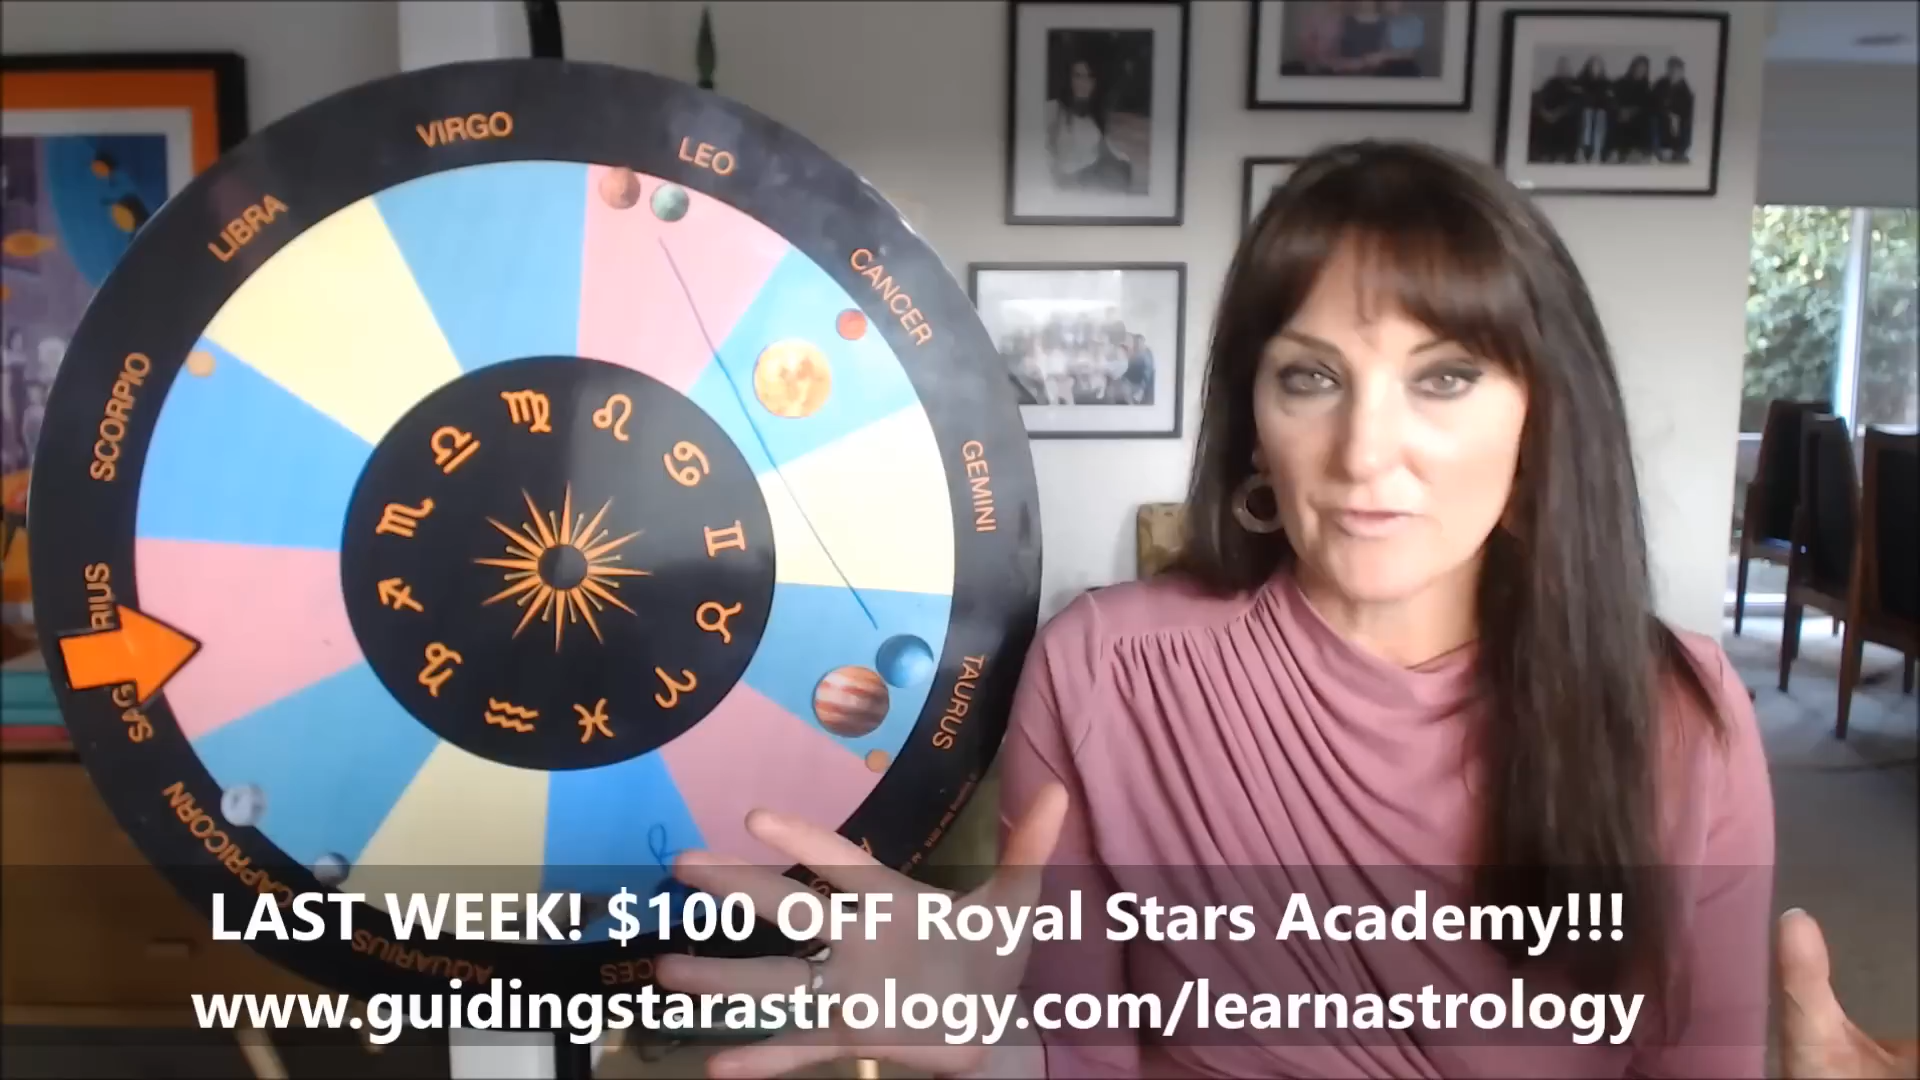 VIRGO
LEO
LIBRA
CANCER
SCORPIO
GEMINI
TAURUS
CAPRICORN
AQUARIUS
LAST WEEK! $100 OFF Royal Stars Academy!!!
www.guidingstarastrology.com/learnastrology